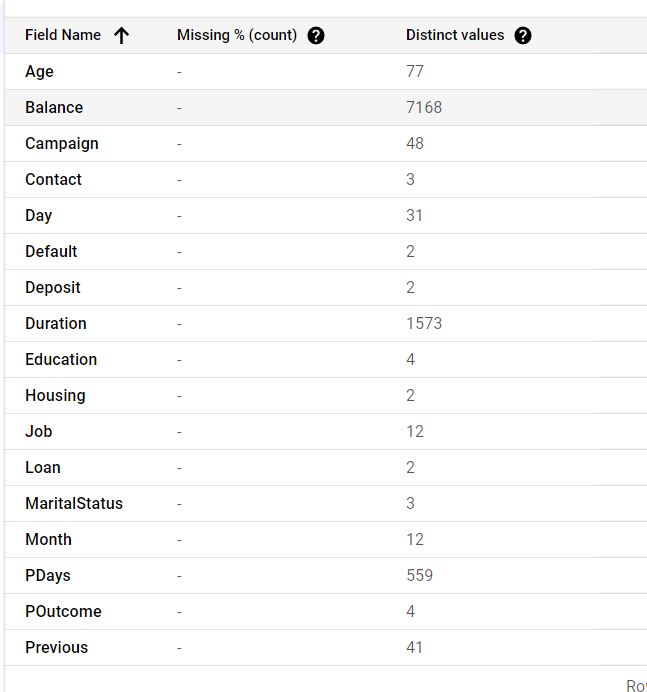 Field Name Missing % (count) Distinct values
Age - 77
Balance - 7168
Campaign - 48
Contact - 3
Day - 31
Default - 2
Deposit - 2
Duration - 1573
Education - 4
Housing - 2
Job - 12
Loan - 2
MaritalStatus - 3
Month - 12
PDays - 559
POutcome - 4
Previous - 41